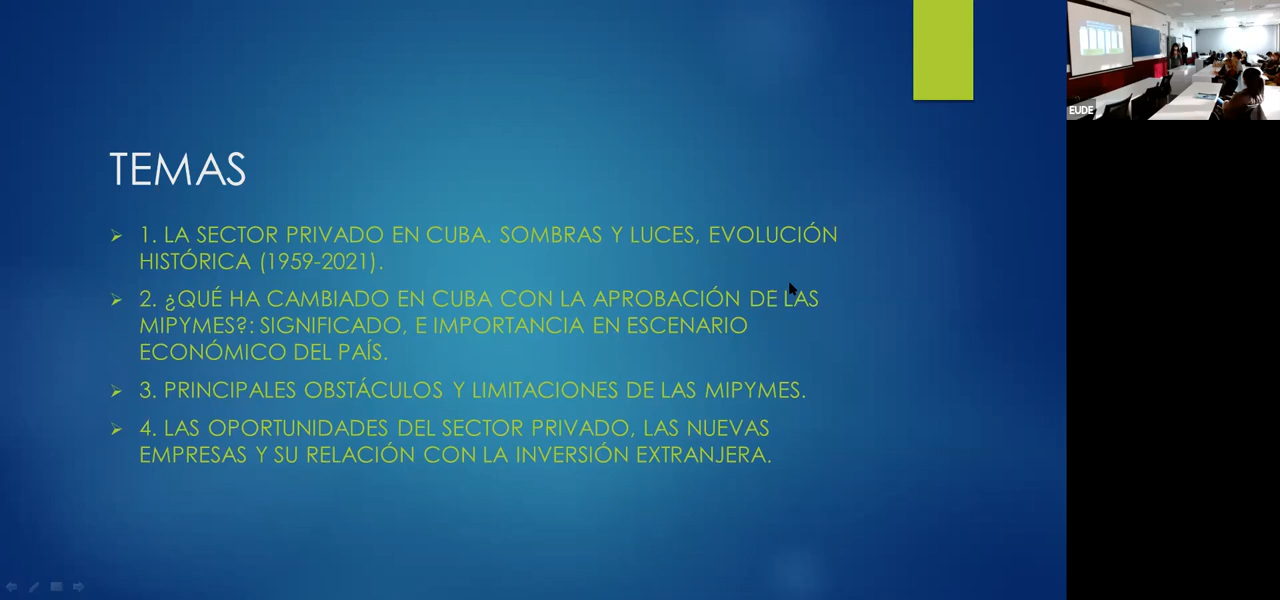 TEMAS
1. LA SECTOR PRIVADO EN CUBA. SOMBRAS Y LUCES, EVOLUCIÓN
HISTÓRICA (1959-2021).
2. ¿QUÉ HA CAMBIADO EN CUBA CON LA APROBACIÓN DE LAS
MIPYMES?: SIGNIFICADO, E IMPORTANCIA EN ESCENARIO
ECONÓMICO DEL PAÍS.
3. PRINCIPALES OBSTÁCULOS Y LIMITACIONES DE LAS MIPYMES.
4. LAS OPORTUNIDADES DEL SECTOR PRIVADO, LAS NUEVAS
EMPRESAS Y SU RELACIÓN CON LA INVERSIÓN EXTRANJERA.
EUDE